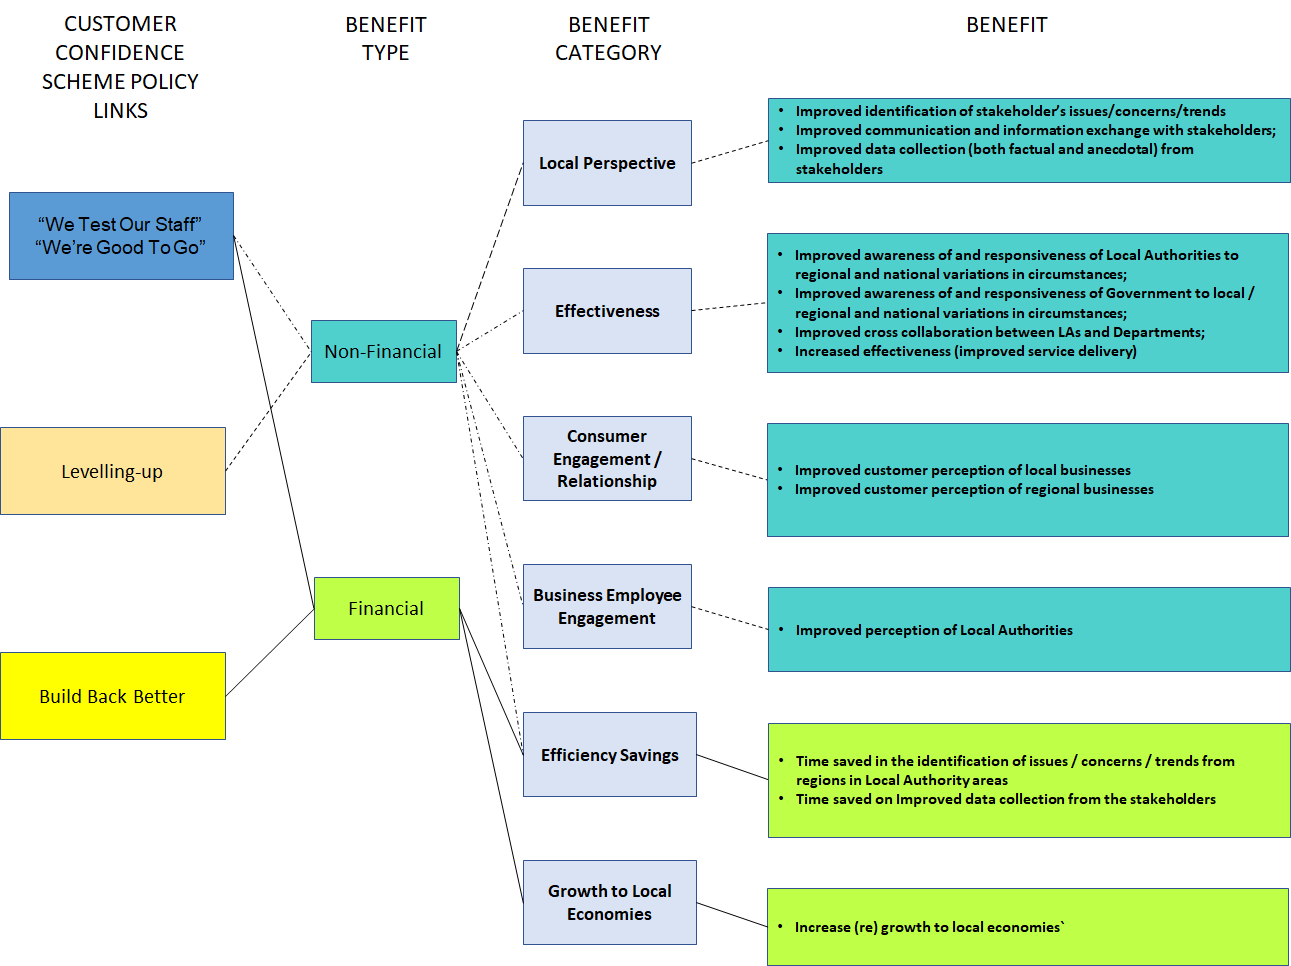 CUSTOMER
CONFIDENCE
SCHEME POLICY
LINKS
BENEFIT
TYPE
BENEFIT
CATEGORY
BENEFIT
“We Test Our Staff”
“We’re Good To Go”
Levelling-up
Build Back Better
Non-Financial
Financial
Local Perspective
Effectiveness
Consumer
Engagement /
Relationship
Business Employee
Engagement
Efficiency Savings
Growth to Local
Economies
• Improved identification of stakeholder’s issues/concerns/trends
• Improved communication and information exchange with stakeholders;
• Improved data collection (both factual and anecdotal) from
stakeholders
• Improved awareness of and responsiveness of Local Authorities to
regional and national variations in circumstances;
• Improved awareness of and responsiveness of Government to local /
regional and national variations in circumstances;
• Improved cross collaboration between LAs and Departments;
• Increased effectiveness (improved service delivery)
• Improved customer perception of local businesses
• Improved customer perception of regional businesses
• Improved perception of Local Authorities
• Time saved in the identification of issues / concerns / trends from
regions in Local Authority areas
• Time saved on Improved data collection from the stakeholders
• Increase (re) growth to local economies`